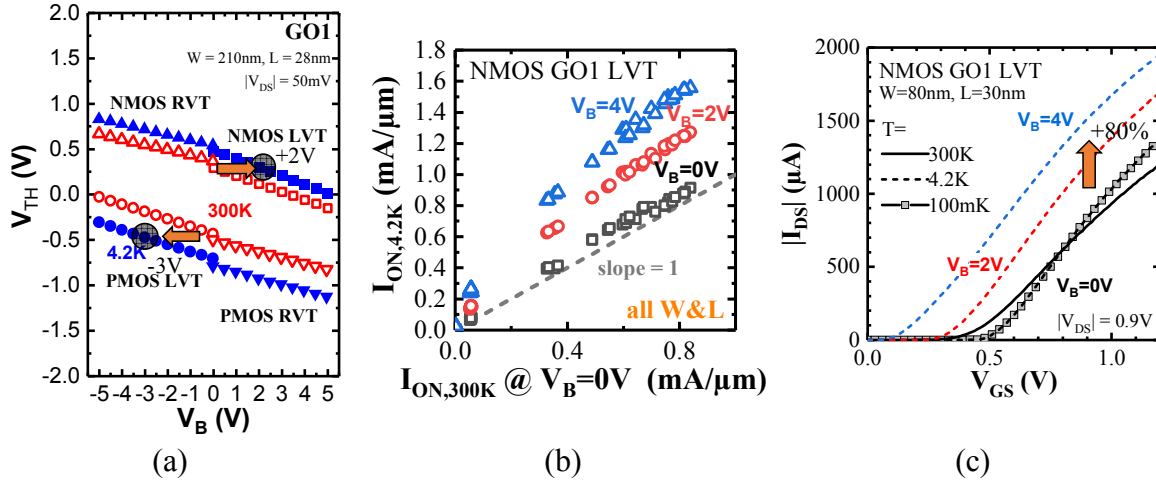 2.0
1.5
1.0
0.5
0.0
-0.5
-1.0
-1.5
-2.0
V_TH (V)
GO1
W = 210nm, L = 28nm
|V_DS| = 50mV
NMOS RVT
NMOS LVT
+2V
300K
4.2K
-3V
PMOS LVT
PMOS RVT
-5 -4 -3 -2 -1 0 1 2 3 4 5
V_B (V)
(a)
1.8
1.6
1.4
1.2
1.0
0.8
0.6
0.4
0.2
0.0
I_ON,4.2K (mA/μm)
NMOS GO1 LVT
V_B=4V
V_B=2V
V_B=0V
slope = 1
all W&L
0.0 0.4 0.8
I_ON,300K @ V_B=0V (mA/μm)
(b)
2000
1500
1000
500
0
|I_DS| (μA)
NMOS GO1 LVT
W=80nm, L=30nm
T=
300K
4.2K
100mK
V_B=4V
+80%
V_B=2V
V_B=0V
|V_DS| = 0.9V
0.0 0.5 1.0
V_GS (V)
(c)